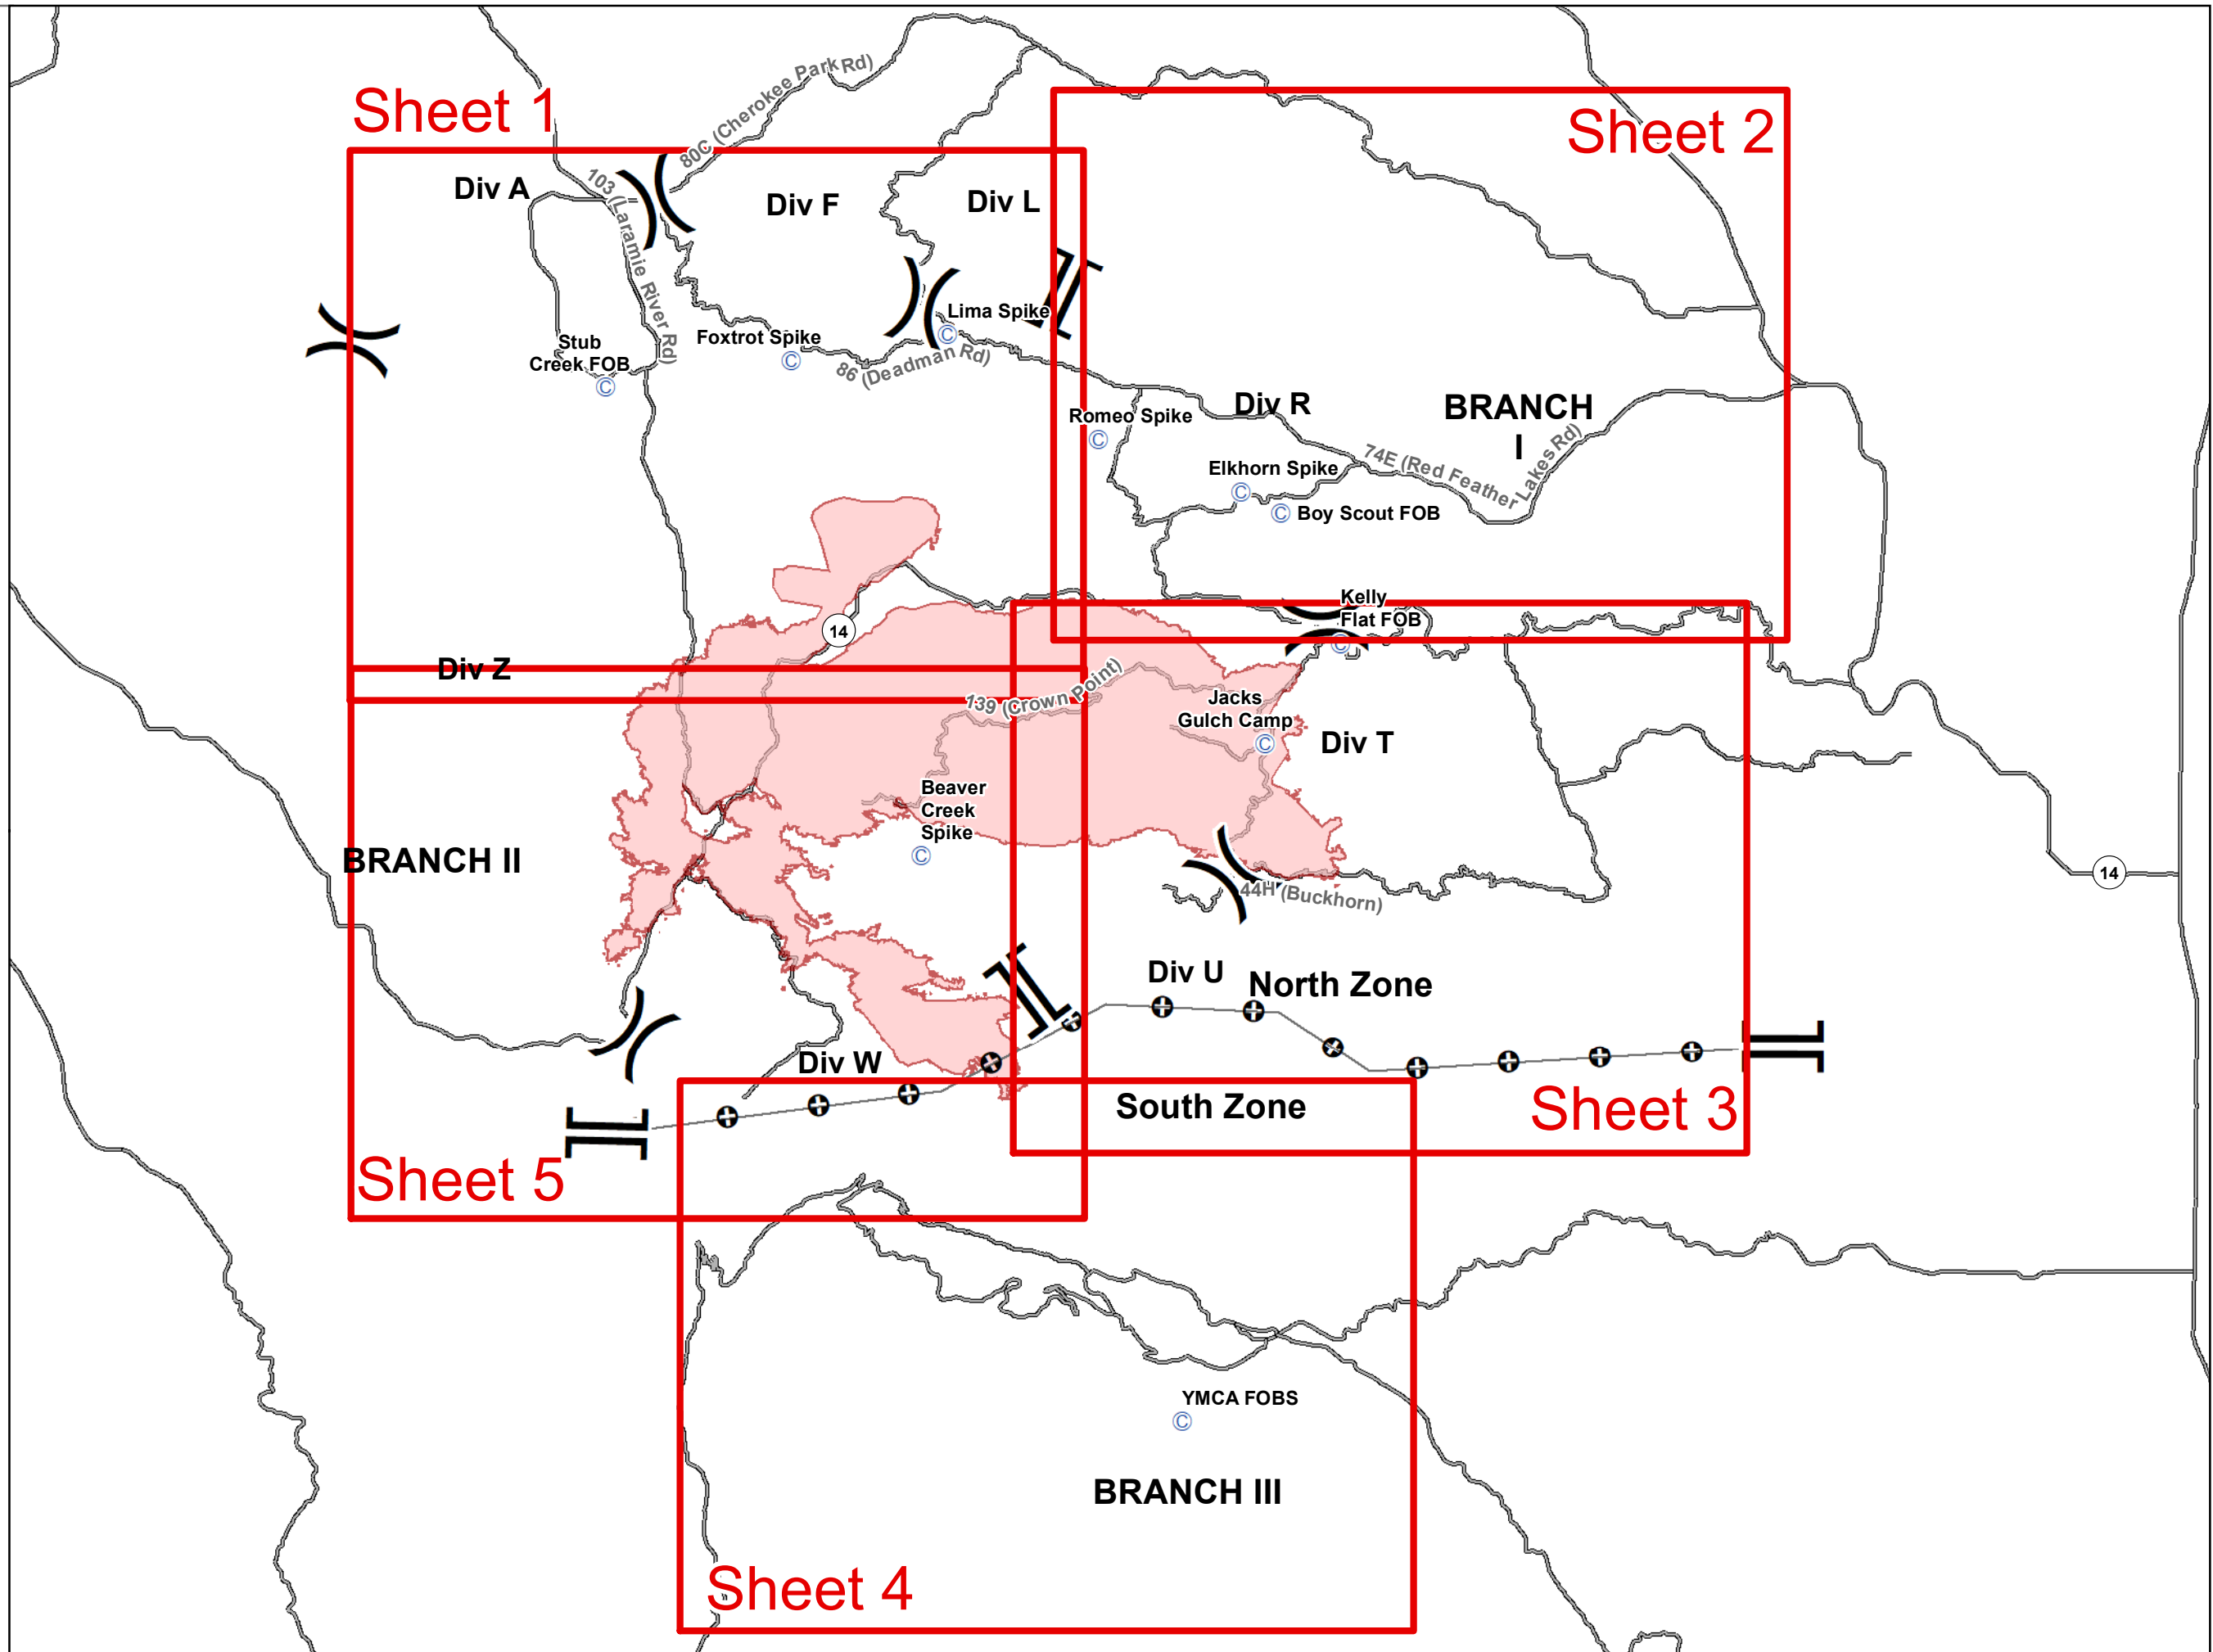 80C (Cherokee Park Rd)
Sheet 1
Sheet 2
Div A
103 (Laramie River Rd)
Div F
Div L
Lima Spike
Stub
Creek FOB
©
Foxtrot Spike
©
©
86 (Deadman Rd)
Romeo Spike
©
Div R
BRANCH
I
Elkhorn Spike
©
© Boy Scout FOB
74E (Red Feather Lakes Rd)
Kelly
Flat FOB
©
14
Div Z
139 (Crown Point)
Jacks
Gulch Camp
©
Div T
Beaver
Creek
Spike
©
BRANCH II
14
44H (Buckhorn)
Div U
North Zone
Div W
South Zone
Sheet 3
Sheet 5
YMCA FOBS
©
BRANCH III
Sheet 4